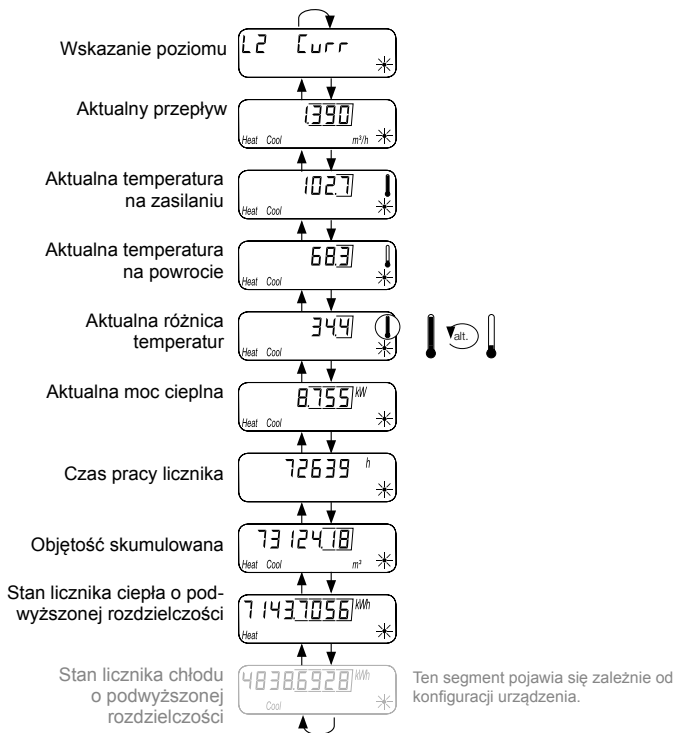 Wskazanie poziomu
L2 Curr
Aktualny przepływ
1.390
Heat Cool m³/h
Aktualna temperatura
na zasilaniu
102.7
Heat Cool
Aktualna temperatura
na powrocie
68.3
Heat Cool
Aktualna różnica
temperatur
34.4
Heat Cool
alt.
Aktualna moc cieplna
8.755 kW
Heat Cool
Czas pracy licznika
72639 h
Objętość skumulowana
73124.18
Heat Cool m³
Stan licznika ciepła o pod-
wyższonej rozdzielczości
7143.7056 kWh
Heat
Stan licznika chłodu
o podwyższonej
rozdzielczości
4838.6928 kWh
Cool
Ten segment pojawia się zależnie od
konfiguracji urządzenia.